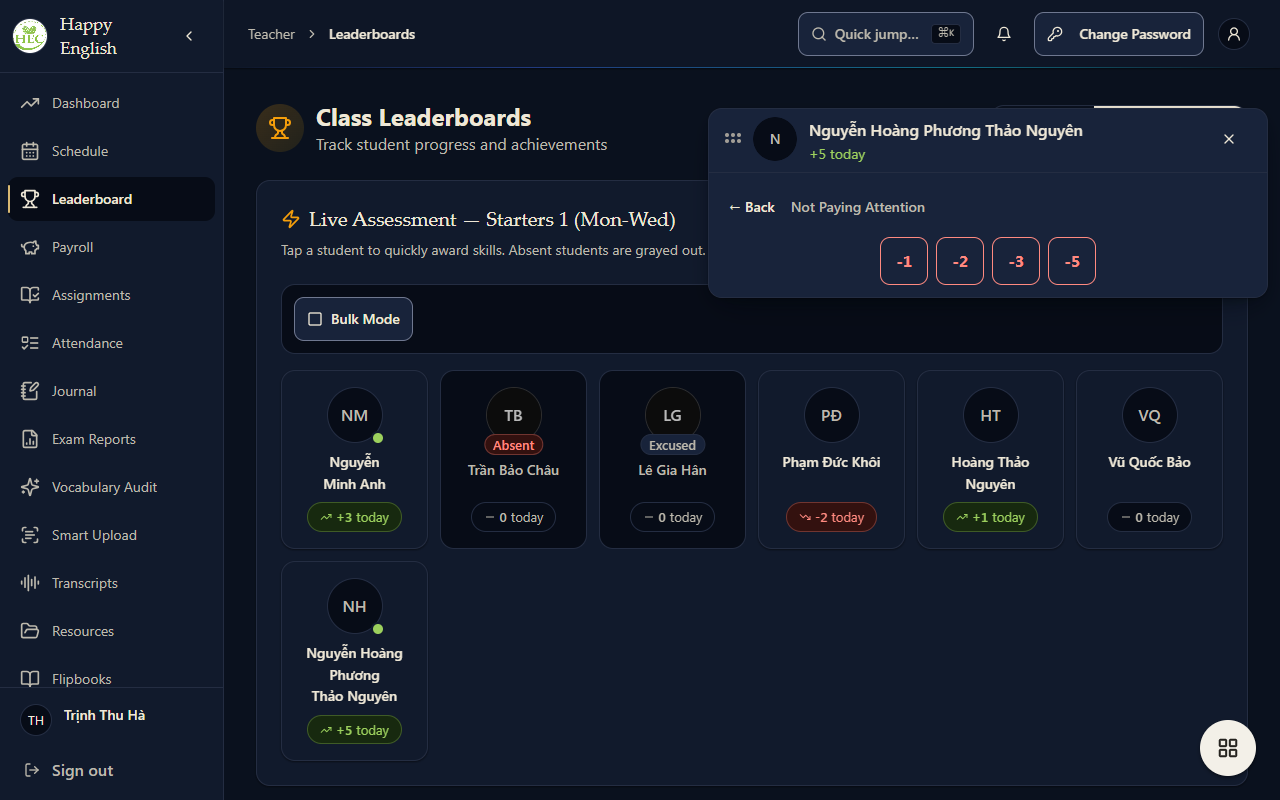 HEC
Happy
English
Teacher
Leaderboards
Quick jump...
⌘K
Change Password
Dashboard
Schedule
Leaderboard
Payroll
Assignments
Attendance
Journal
Exam Reports
Vocabulary Audit
Smart Upload
Transcripts
Resources
Flipbooks
TH
Trịnh Thu Hà
Sign out
Class Leaderboards
Track student progress and achievements
N
Nguyễn Hoàng Phương Thảo Nguyên
+5 today
← Back
Not Paying Attention
-1
-2
-3
-5
Live Assessment — Starters 1 (Mon-Wed)
Tap a student to quickly award skills. Absent students are grayed out.
Bulk Mode
NM
Nguyễn
Minh Anh
+3 today
TB
Absent
Trần Bảo Châu
0 today
LG
Excused
Lê Gia Hân
0 today
PĐ
Phạm Đức Khôi
-2 today
HT
Hoàng Thảo
Nguyên
+1 today
VQ
Vũ Quốc Bảo
0 today
NH
Nguyễn Hoàng
Phương
Thảo Nguyên
+5 today